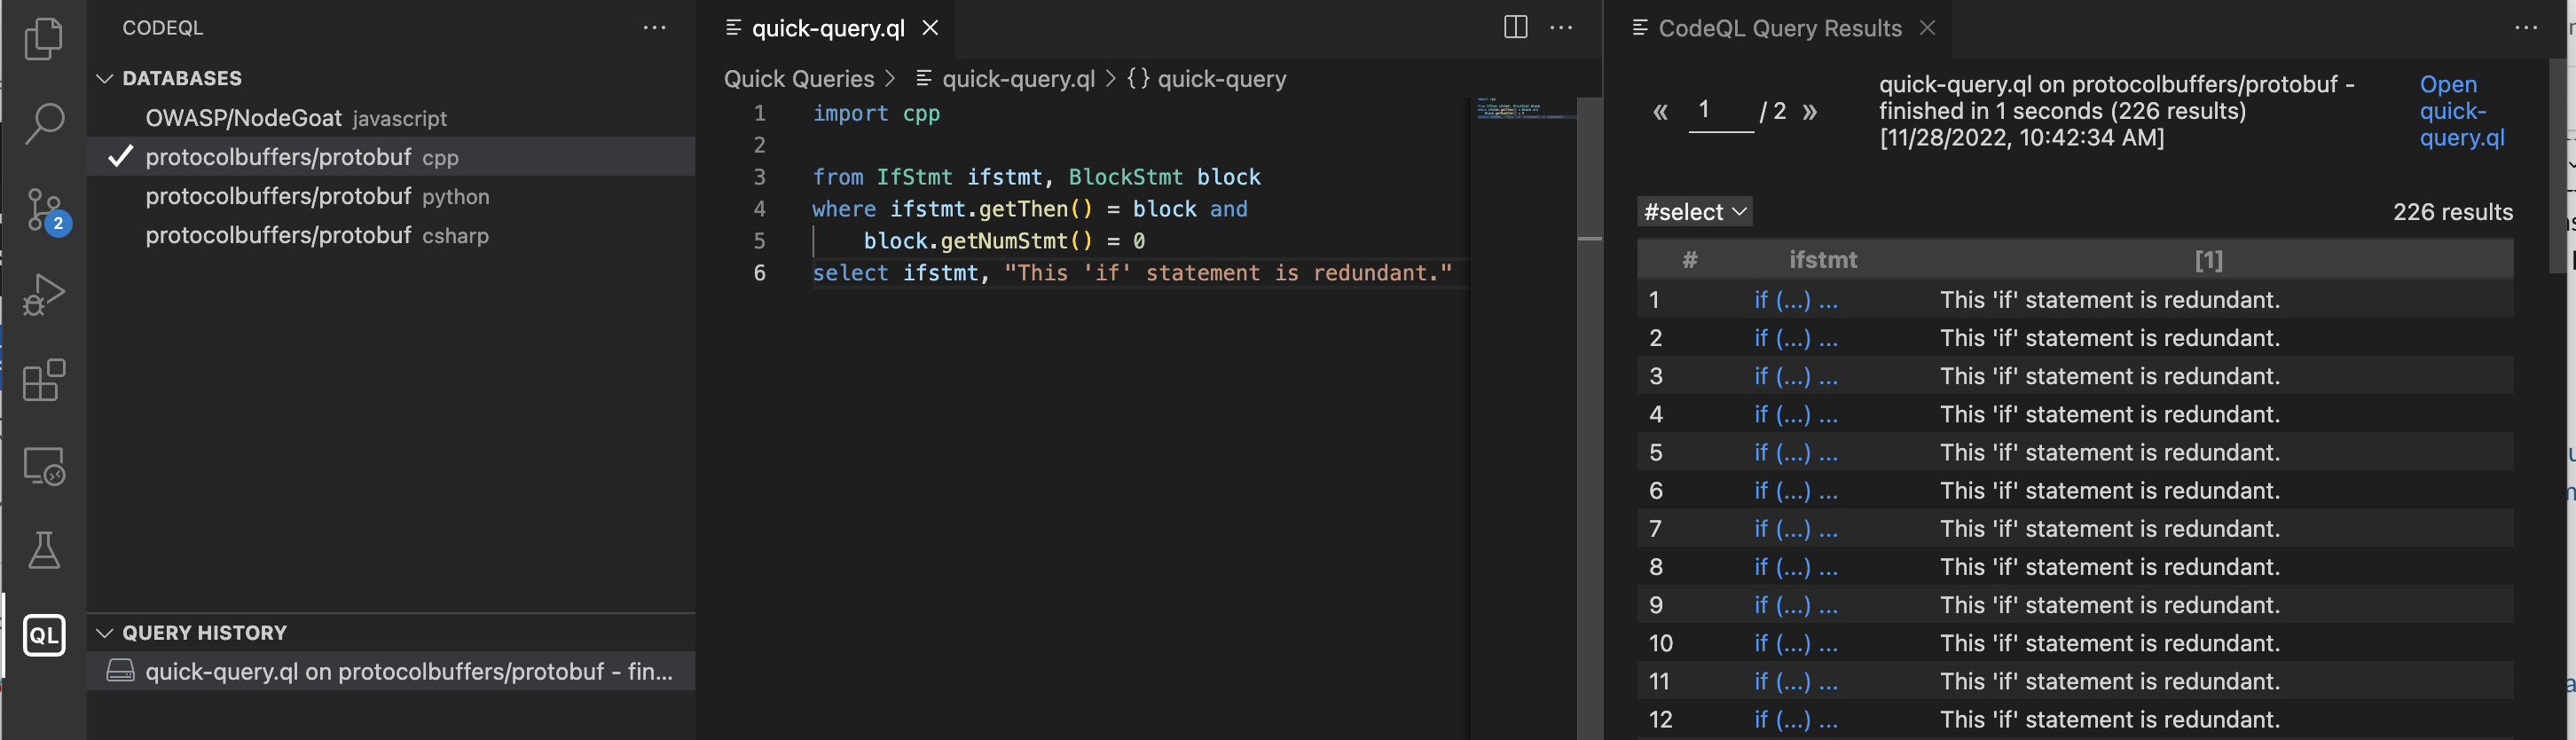 CODEQL
DATABASES
OWASP/NodeGoat javascript
protocolbuffers/protobuf cpp
protocolbuffers/protobuf python
protocolbuffers/protobuf csharp
2
QL
QUERY HISTORY
quick-query.ql on protocolbuffers/protobuf - fin...
quick-query.ql
Quick Queries > quick-query.ql > {} quick-query
1 import cpp
2
3 from IfStmt ifstmt, BlockStmt block
4 where ifstmt.getThen() = block and
5 block.getNumStmt() = 0
6 select ifstmt, "This 'if' statement is redundant."
CodeQL Query Results
« 1 / 2 »
quick-query.ql on protocolbuffers/protobuf -
finished in 1 seconds (226 results)
[11/28/2022, 10:42:34 AM]
Open
quick-
query.ql
#select
226 results
# ifstmt [1]
1 if (...) ... This 'if' statement is redundant.
2 if (...) ... This 'if' statement is redundant.
3 if (...) ... This 'if' statement is redundant.
4 if (...) ... This 'if' statement is redundant.
5 if (...) ... This 'if' statement is redundant.
6 if (...) ... This 'if' statement is redundant.
7 if (...) ... This 'if' statement is redundant.
8 if (...) ... This 'if' statement is redundant.
9 if (...) ... This 'if' statement is redundant.
10 if (...) ... This 'if' statement is redundant.
11 if (...) ... This 'if' statement is redundant.
12 if (...) ... This 'if' statement is redundant.